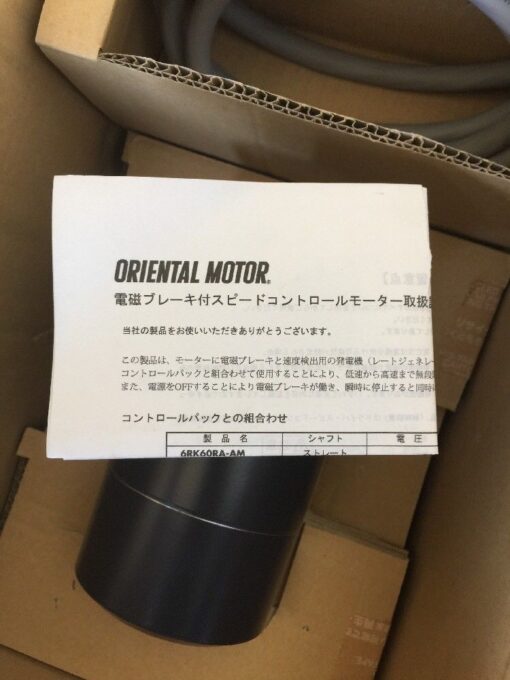 ORIENTAL MOTOR®
電磁ブレーキ付スピードコントロールモーター取扱
当社の製品をお使いいただきありがとうございます。
この製品は、モーターに電磁ブレーキと速度検出用の発電機（レートジェネレー
コントロールパックと組合わせて使用することにより、低速から高速まで無段
また、電源をOFFすることにより電磁ブレーキが働き、瞬時に停止すると同時
コントロールパックとの組合わせ
製品名 シャフト 電圧
6RK60RA-AM ストレート
TAPE